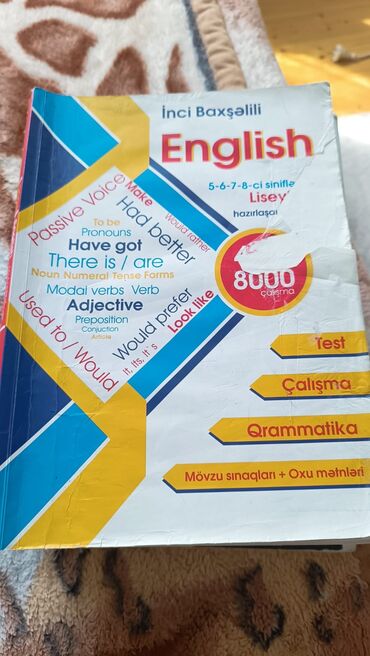 İnci Baxşəlili
English
5-6-7-8-ci siniflə
Lisey
hazırlaşaı
8000
çalışma
Passive Voice
Make
Had better
Would rather
To be
Pronouns
Have got
There is / are
Noun Numeral Tense Forms
Modal verbs Verb
Adjective
Preposition
Conjuction
Article
Used to / Would
Would prefer
Look like
It, its, it`s
Test
Çalışma
Qrammatika
Mövzu sınaqları + Oxu mətnləri